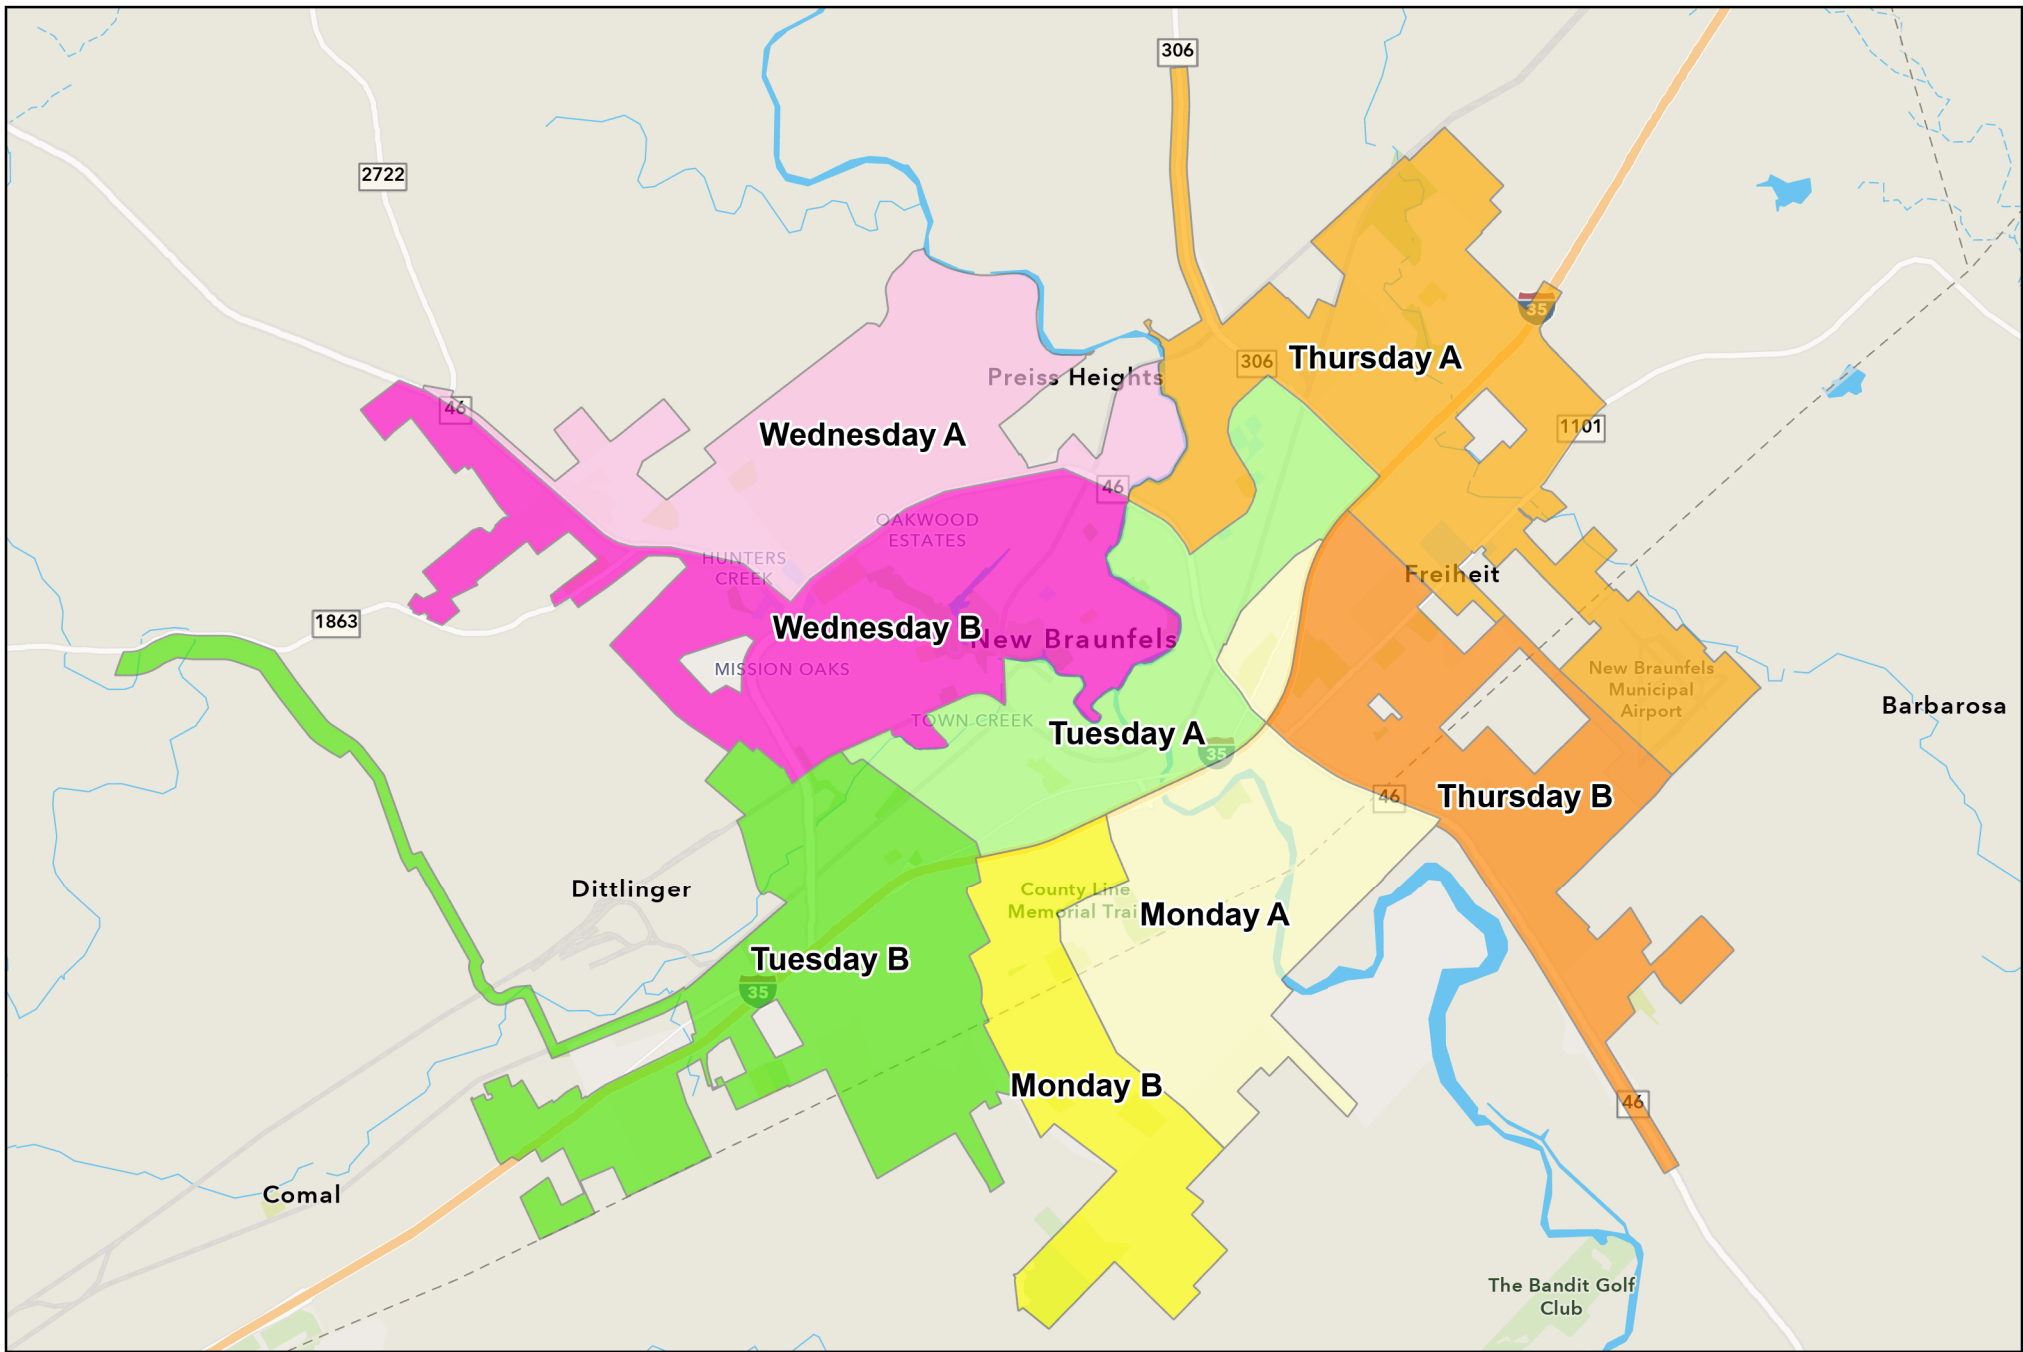 306
2722
35
306
Thursday A
Preiss Heights
46
1101
Wednesday A
46
OAKWOOD
ESTATES
HUNTERS
CREEK
Freiheit
1863
Wednesday B
New Braunfels
MISSION OAKS
New Braunfels
Municipal
Airport
Barbarosa
TOWN CREEK
Tuesday A
35
46
Thursday B
Dittlinger
County Line
Memorial Trai
Monday A
Tuesday B
35
Monday B
46
Comal
The Bandit Golf
Club